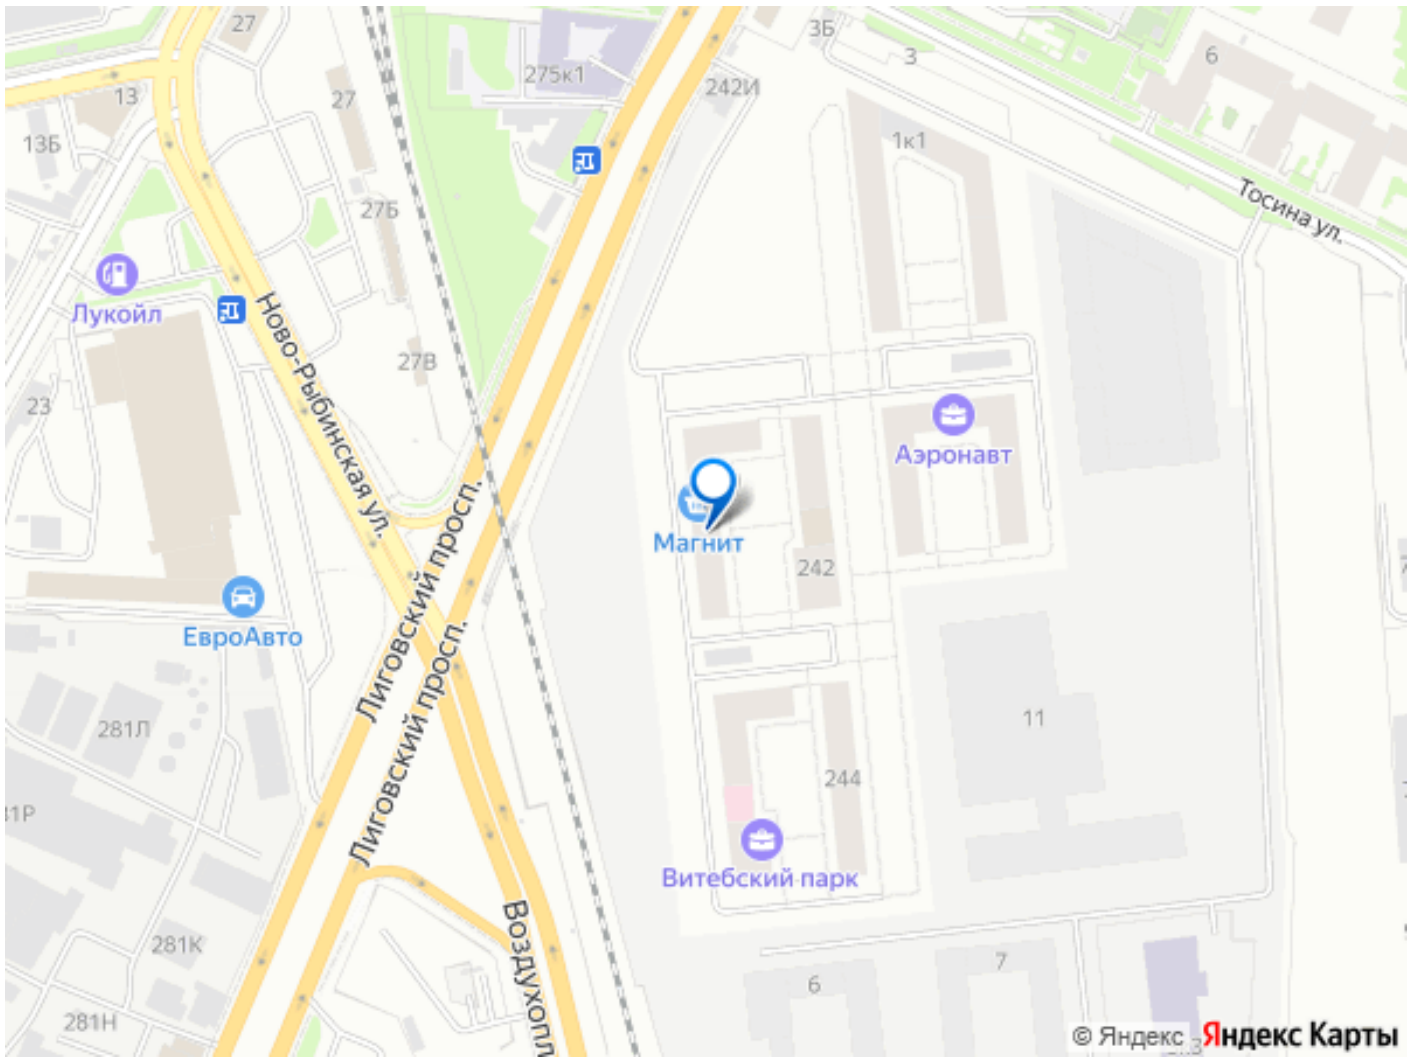 27
3Б
3
6
275к1
242И
13
27
13Б
1к1
Тосина ул.
27Б
Лукойл
Ново-Рыбинская ул.
27В
23
Аэронавт
Лиговский просп.
Магнит
242
ЕвроАвто
Лиговский просп.
281Л
11
244
Витебский парк
Воздухопл
281К
6
7
281Н
© Яндекс Яндекс Карты